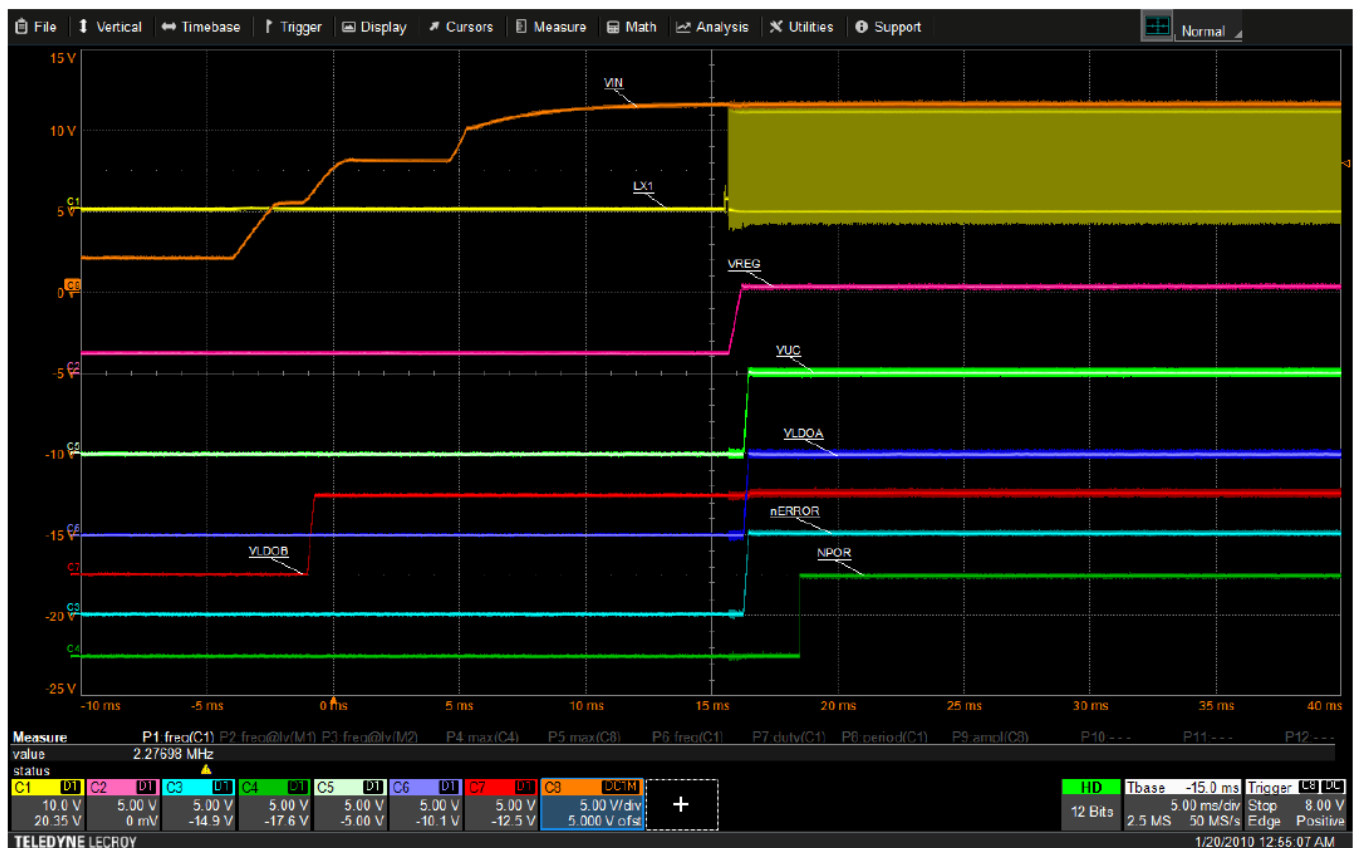 File Vertical Timebase Trigger Display Cursors Measure Math Analysis Utilities Support Normal
15 V
VIN
10 V
LX1
C1
5 V
VREG
C8
0 V
VUC
C2
-5 V
VLDOA
C5
-10 V
nERROR
C6
-15 V
VLDOB
NPOR
C7
C3
-20 V
C4
-25 V
-10 ms -5 ms 0 ms 5 ms 10 ms 15 ms 20 ms 25 ms 30 ms 35 ms 40 ms
Measure P1:freq(C1) P2:freq@lv(M1) P3:freq@lv(M2) P4:max(C4) P5:max(C8) P6:freq(C1) P7:duty(C1) P8:period(C1) P9:ampl(C8) P10:- - - P11:- - - P12:- - -
value 2.27698 MHz
status
C1 D1 C2 D1 C3 D1 C4 D1 C5 D1 C6 D1 C7 D1 C8 DC1M HD Tbase -15.0 ms Trigger C8 DC
10.0 V 5.00 V 5.00 V 5.00 V 5.00 V 5.00 V 5.00 V 5.00 V/div + 12 Bits 5.00 ms/div Stop 8.00 V
20.35 V 0 mV -14.9 V -17.6 V -5.00 V -10.1 V -12.5 V 5.000 V ofst 2.5 MS 50 MS/s Edge Positive
TELEDYNE LECROY 1/20/2010 12:55:07 AM